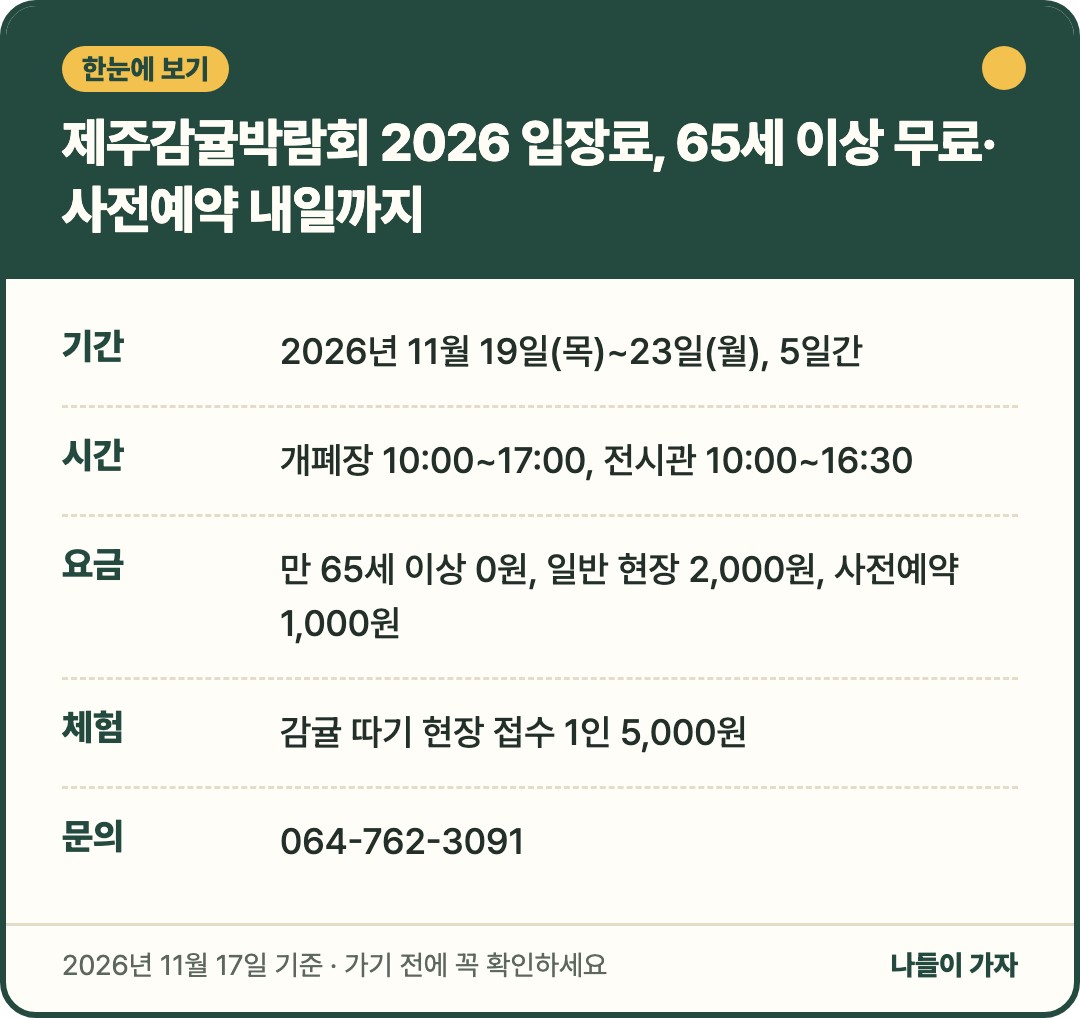 한눈에 보기
제주감귤박람회 2026 입장료, 65세 이상 무료·
사전예약 내일까지
기간
2026년 11월 19일(목)~23일(월), 5일간
시간
개폐장 10:00~17:00, 전시관 10:00~16:30
요금
만 65세 이상 0원, 일반 현장 2,000원, 사전예약
1,000원
체험
감귤 따기 현장 접수 1인 5,000원
문의
064-762-3091
2026년 11월 17일 기준 · 가기 전에 꼭 확인하세요
나들이 가자